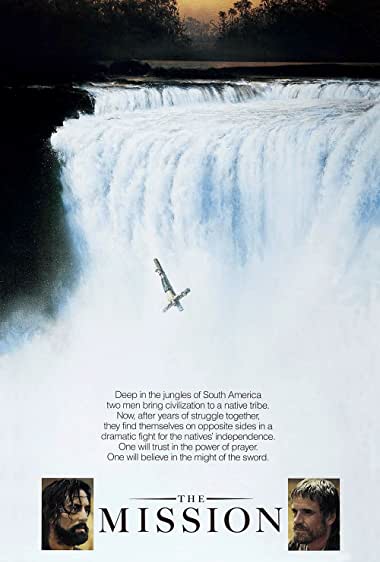 Deep in the jungles of South America
two men bring civilization to a native tribe.
Now, after years of struggle together,
they find themselves on opposite sides in a
dramatic fight for the natives' independence.
One will trust in the power of prayer.
One will believe in the might of the sword.
THE
MISSION